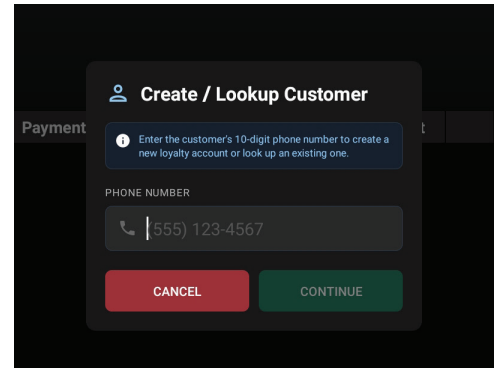 Create / Lookup Customer
Payment
Enter the customer's 10-digit phone number to create a
new loyalty account or look up an existing one.
PHONE NUMBER
(555) 123-4567
CANCEL
CONTINUE